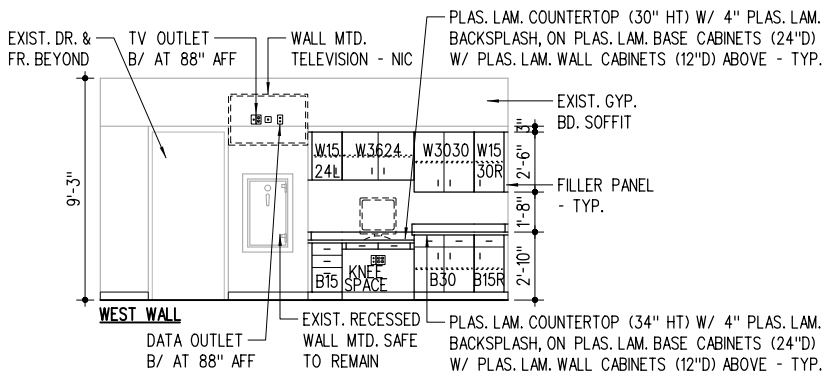 PLAS. LAM. COUNTERTOP (30" HT) W/ 4" PLAS. LAM.
BACKSPLASH, ON PLAS. LAM. BASE CABINETS (24"D)
W/ PLAS. LAM. WALL CABINETS (12"D) ABOVE - TYP.
EXIST. DR. &
FR. BEYOND
TV OUTLET
B/ AT 88" AFF
WALL MTD.
TELEVISION - NIC
EXIST. GYP.
BD. SOFFIT
3"
9'-3"
W15
24L
W3624
W3030
W15
30R
2'-6"
FILLER PANEL
- TYP.
1'-8"
2'-10"
B15
KNEE
SPACE
B30
B15R
WEST WALL
DATA OUTLET
B/ AT 88" AFF
EXIST. RECESSED
WALL MTD. SAFE
TO REMAIN
PLAS. LAM. COUNTERTOP (34" HT) W/ 4" PLAS. LAM.
BACKSPLASH, ON PLAS. LAM. BASE CABINETS (24"D)
W/ PLAS. LAM. WALL CABINETS (12"D) ABOVE - TYP.